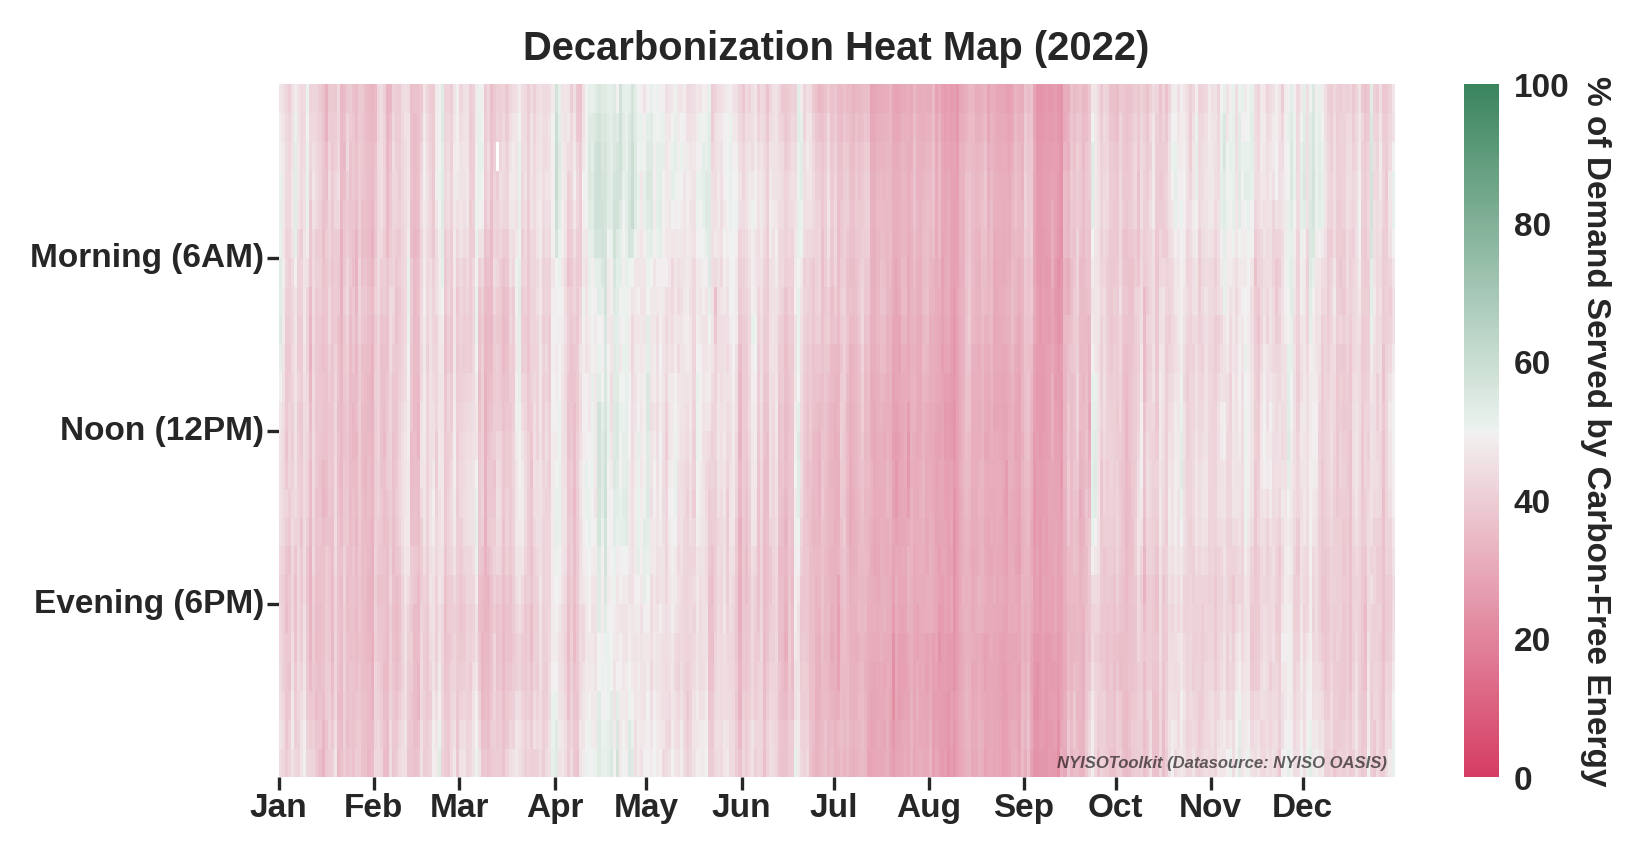 Decarbonization Heat Map (2022)
Morning (6AM)
Noon (12PM)
Evening (6PM)
NYISOToolkit (Datasource: NYISO OASIS)
Jan Feb Mar Apr May Jun Jul Aug Sep Oct Nov Dec
100
80
60
40
20
0
% of Demand Served by Carbon-Free Energy